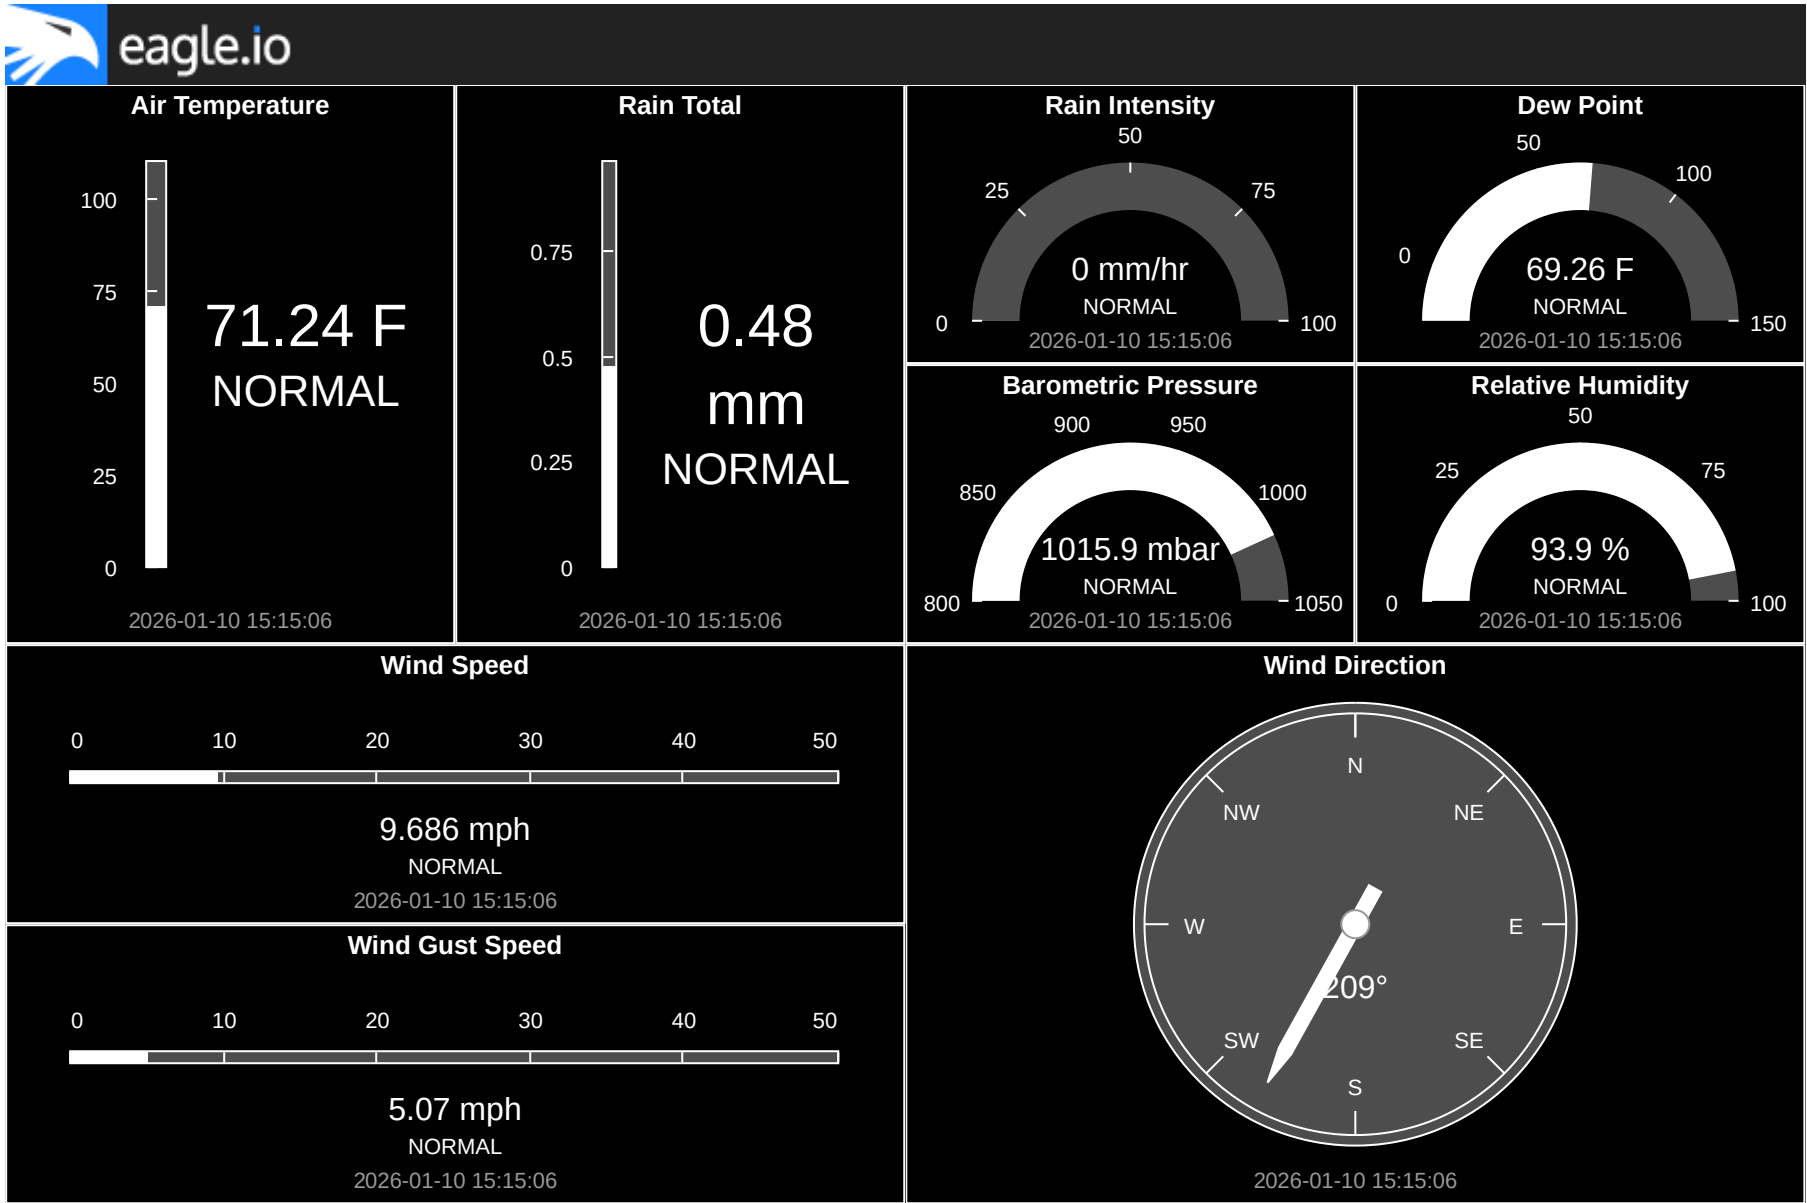 eagle.io
Air Temperature
100
75
50
25
0
71.24 F
NORMAL
2026-01-10 15:15:06
Rain Total
0.75
0.5
0.25
0
0.48
mm
NORMAL
2026-01-10 15:15:06
Rain Intensity
50
25
75
0
100
0 mm/hr
NORMAL
2026-01-10 15:15:06
Dew Point
50
100
0
150
69.26 F
NORMAL
2026-01-10 15:15:06
Barometric Pressure
900
950
850
1000
800
1050
1015.9 mbar
NORMAL
2026-01-10 15:15:06
Relative Humidity
50
25
75
0
100
93.9 %
NORMAL
2026-01-10 15:15:06
Wind Speed
0 10 20 30 40 50
9.686 mph
NORMAL
2026-01-10 15:15:06
Wind Gust Speed
0 10 20 30 40 50
5.07 mph
NORMAL
2026-01-10 15:15:06
Wind Direction
N
NW
NE
W
E
209°
SW
SE
S
2026-01-10 15:15:06